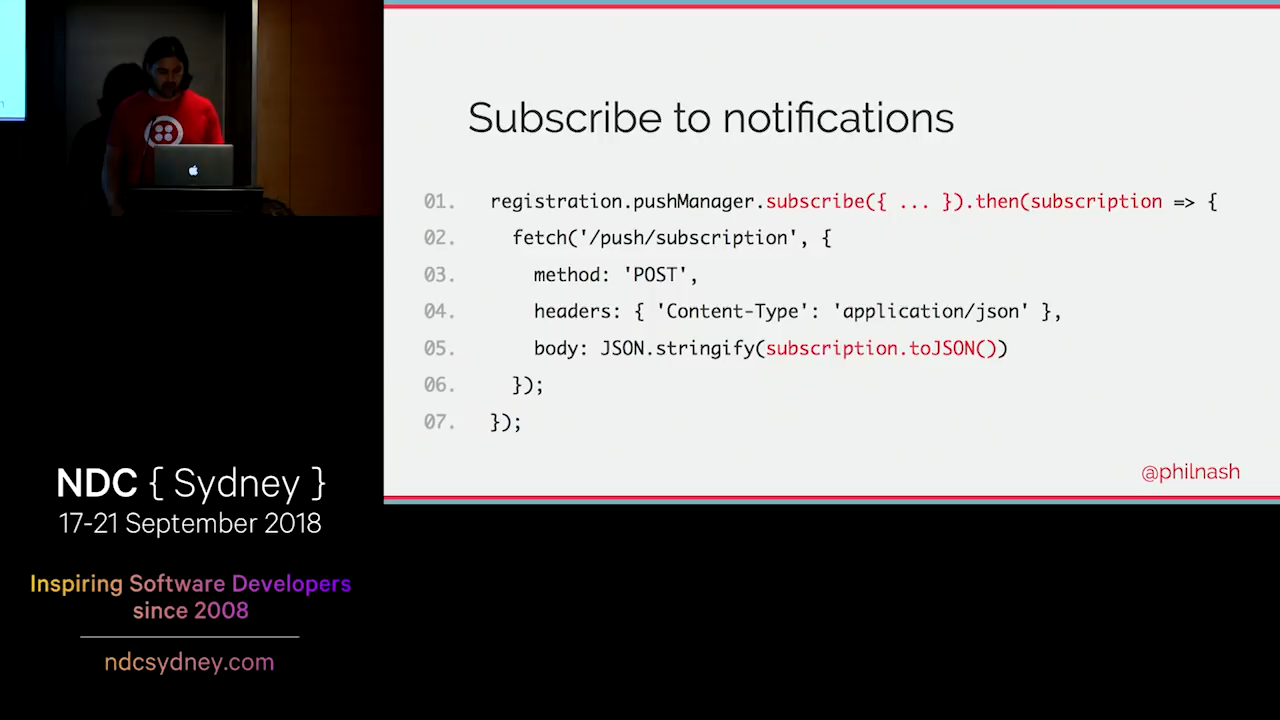 Subscribe to notifications
01. registration.pushManager.subscribe({ ... }).then(subscription => {
02. fetch('/push/subscription', {
03. method: 'POST',
04. headers: { 'Content-Type': 'application/json' },
05. body: JSON.stringify(subscription.toJSON())
06. });
07. });
@philnash
NDC { Sydney }
17-21 September 2018
Inspiring Software Developers
since 2008
ndcsydney.com